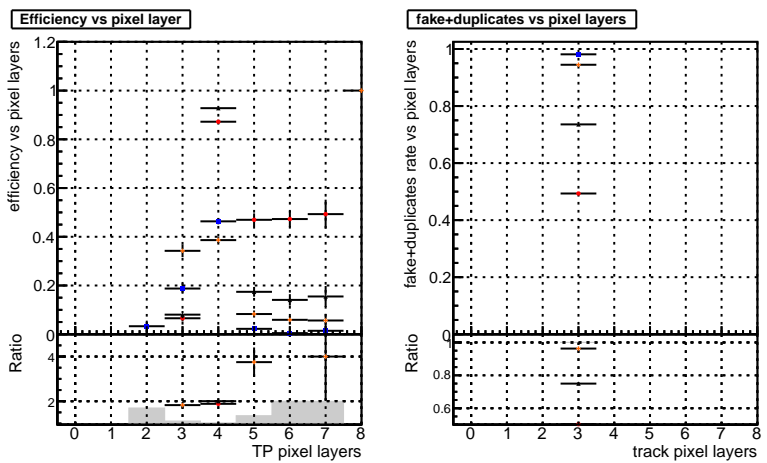 Efficiency vs pixel layer
efficiency vs pixel layers
1.2
1
0.8
0.6
0.4
0.2
0
Ratio
4
2
0 1 2 3 4 5 6 7 8
TP pixel layers
fake+duplicates vs pixel layers
fake+duplicates rate vs pixel layers
1
0.8
0.6
0.4
0.2
0
Ratio
1
0.8
0.6
0 1 2 3 4 5 6 7 8
track pixel layers